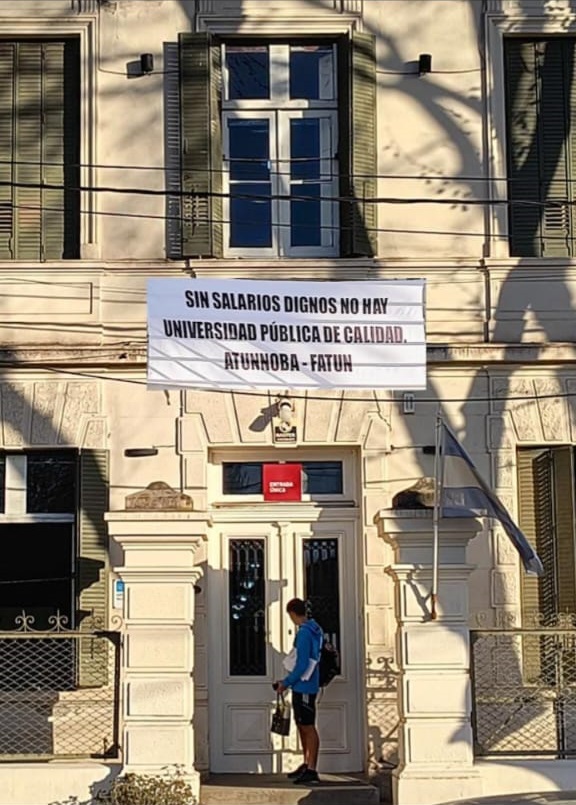 SIN SALARIOS DIGNOS NO HAY
UNIVERSIDAD PÚBLICA DE CALIDAD.
ATUNNOBA - FATUN
ENTRADA
ÚNICA